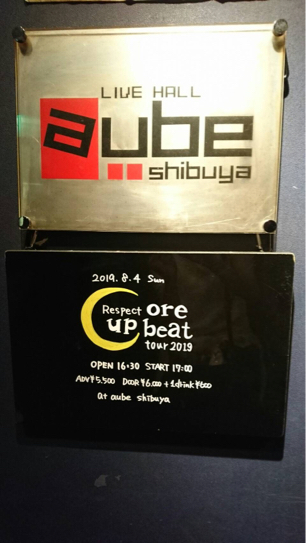 LIVE HALL
aube
shibuya
2019. 8. 4 Sun
Respect ore
up beat
tour 2019
OPEN 16:30 START 17:00
ADV ¥5,500 DOOR ¥6,000 + 1drink ¥600
at aube shibuya